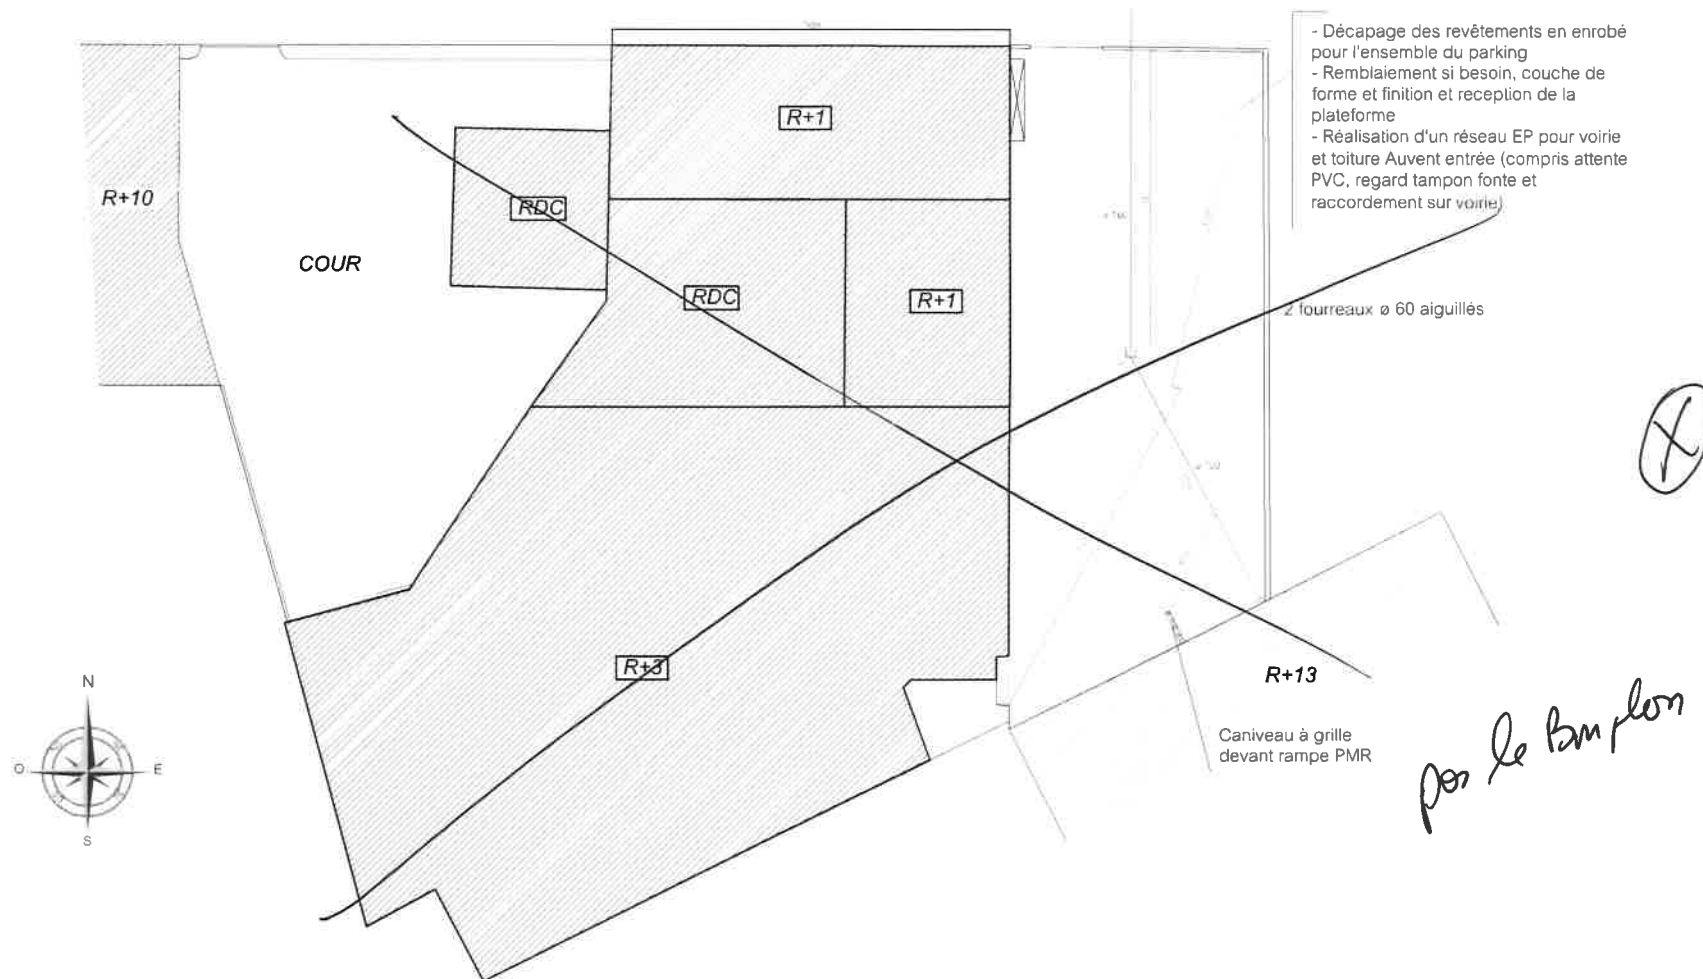 - Décapage des revêtements en enrobé
pour l'ensemble du parking
- Remblaiement si besoin, couche de
forme et finition et reception de la
plateforme
- Réalisation d'un réseau EP pour voirie
et toiture Auvent entrée (compris attente
PVC, regard tampon fonte et
raccordement sur voirie)
R+1
R+10
RDC
COUR
RDC
R+1
2 fourreaux ø 60 aiguillés
X
R+3
R+13
Caniveau à grille
devant rampe PMR
pas le Bon plan
N
O
E
S